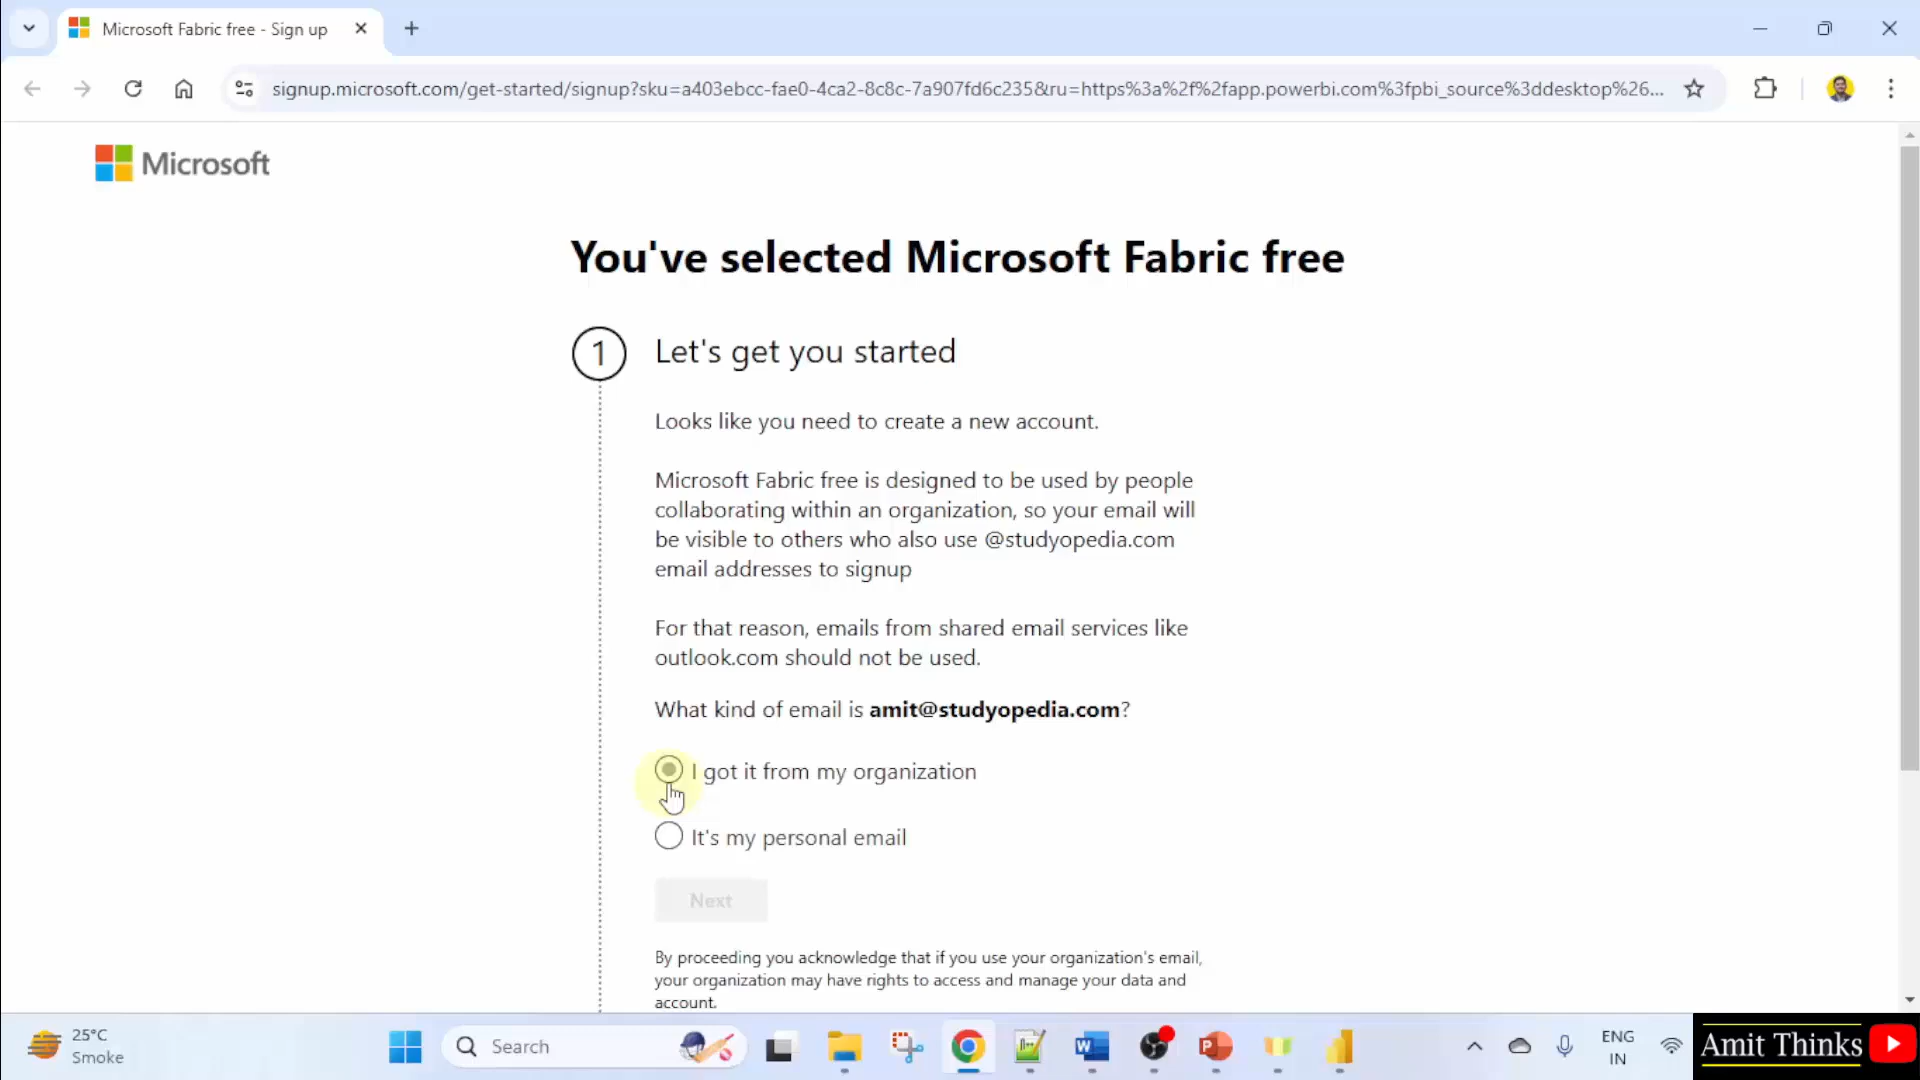 Microsoft Fabric free - Sign up
signup.microsoft.com/get-started/signup?sku=a403ebcc-fae0-4ca2-8c8c-7a907fd6c235&ru=https%3a%2f%2fapp.powerbi.com%3fpbi_source%3ddesktop%26...
Microsoft
You've selected Microsoft Fabric free
1 Let's get you started
Looks like you need to create a new account.
Microsoft Fabric free is designed to be used by people
collaborating within an organization, so your email will
be visible to others who also use @studyopedia.com
email addresses to signup
For that reason, emails from shared email services like
outlook.com should not be used.
What kind of email is amit@studyopedia.com?
I got it from my organization
It's my personal email
Next
By proceeding you acknowledge that if you use your organization's email,
your organization may have rights to access and manage your data and
account.
25°C
Smoke
Search
ENG
IN
Amit Thinks